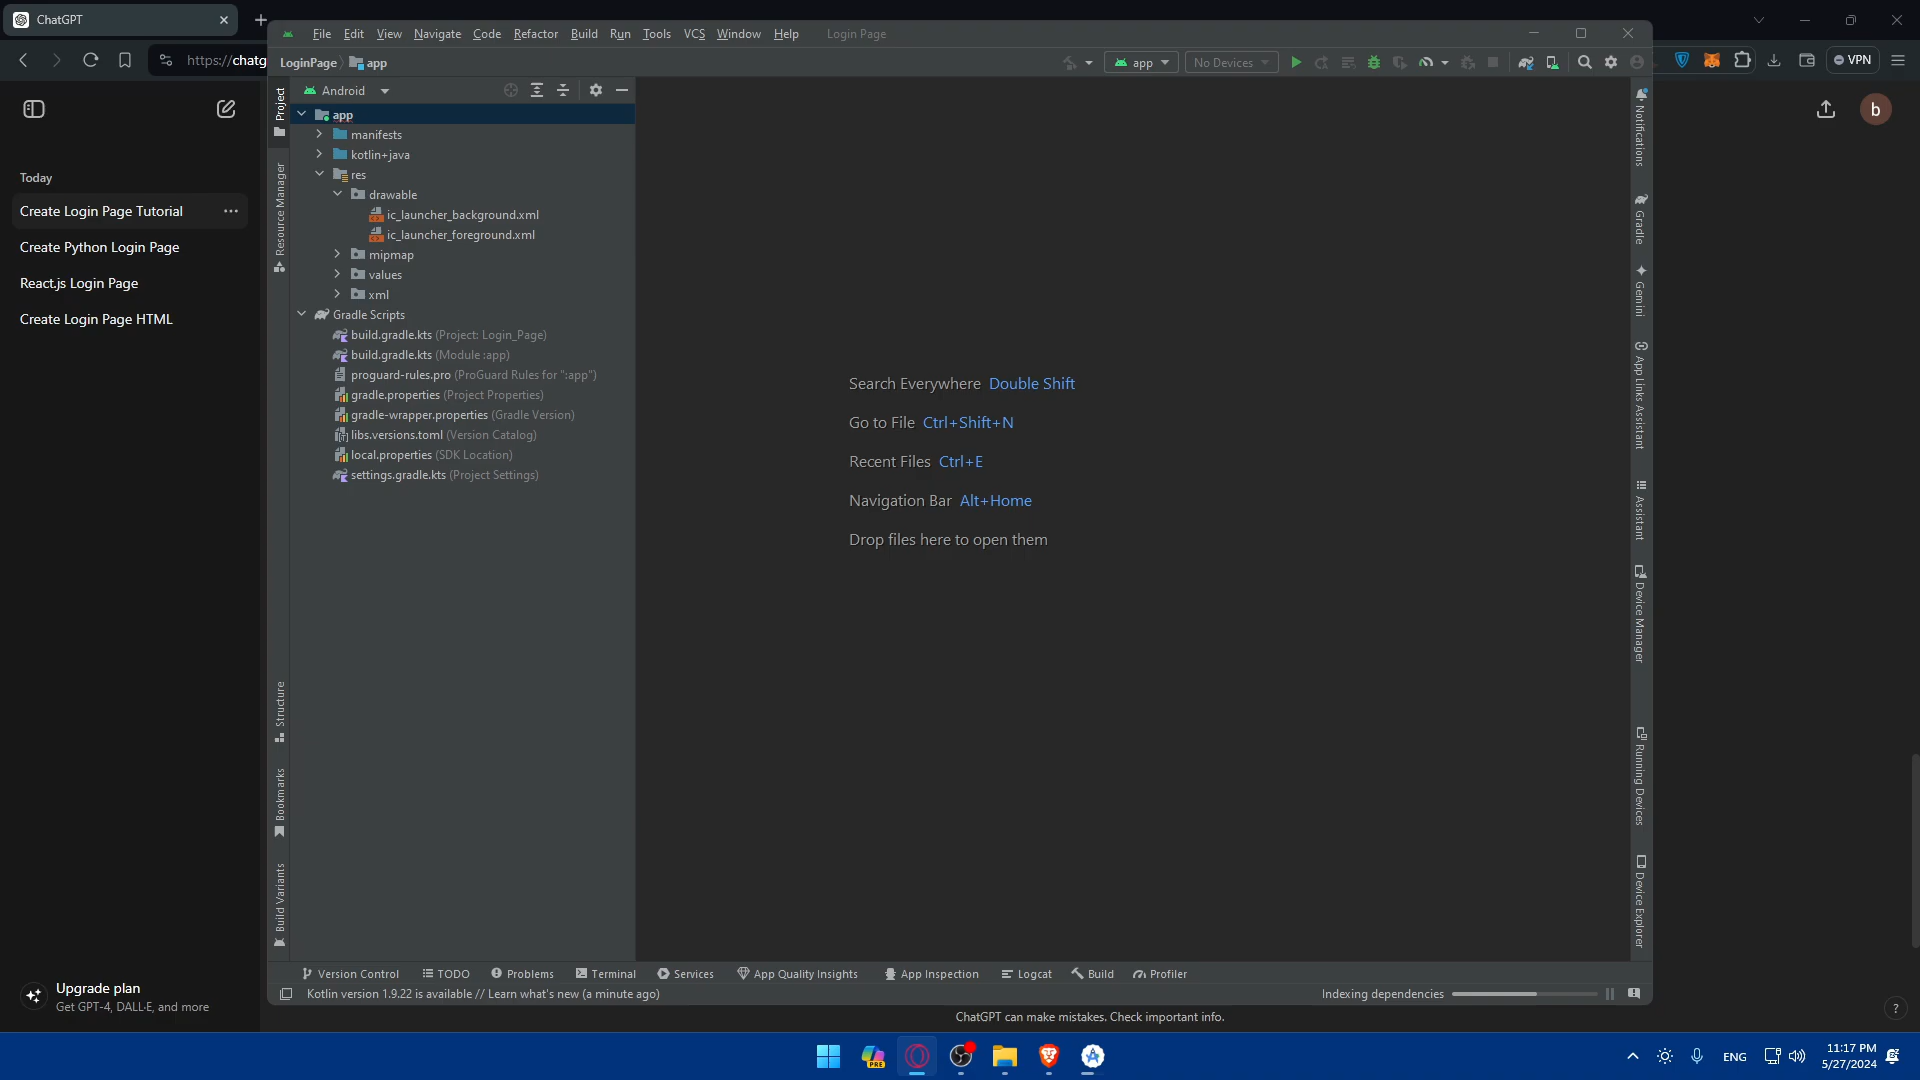 ChatGPT
https://chatg
VPN
Today
Create Login Page Tutorial
Create Python Login Page
React.js Login Page
Create Login Page HTML
Upgrade plan
Get GPT-4, DALL·E, and more
File Edit View Navigate Code Refactor Build Run Tools VCS Window Help Login Page
LoginPage app
app No Devices
Project
Resource Manager
Structure
Bookmarks
Build Variants
Android
app
manifests
kotlin+java
res
drawable
ic_launcher_background.xml
ic_launcher_foreground.xml
mipmap
values
xml
Gradle Scripts
build.gradle.kts (Project: Login_Page)
build.gradle.kts (Module :app)
proguard-rules.pro (ProGuard Rules for ":app")
gradle.properties (Project Properties)
gradle-wrapper.properties (Gradle Version)
libs.versions.toml (Version Catalog)
local.properties (SDK Location)
settings.gradle.kts (Project Settings)
Search Everywhere Double Shift
Go to File Ctrl+Shift+N
Recent Files Ctrl+E
Navigation Bar Alt+Home
Drop files here to open them
Notifications
Gradle
Gemini
App Links Assistant
Assistant
Device Manager
Running Devices
Device Explorer
b
Version Control TODO Problems Terminal Services App Quality Insights App Inspection Logcat Build Profiler
Kotlin version 1.9.22 is available // Learn what's new (a minute ago)
Indexing dependencies
ChatGPT can make mistakes. Check important info.
?
PRE
ENG
11:17 PM
5/27/2024